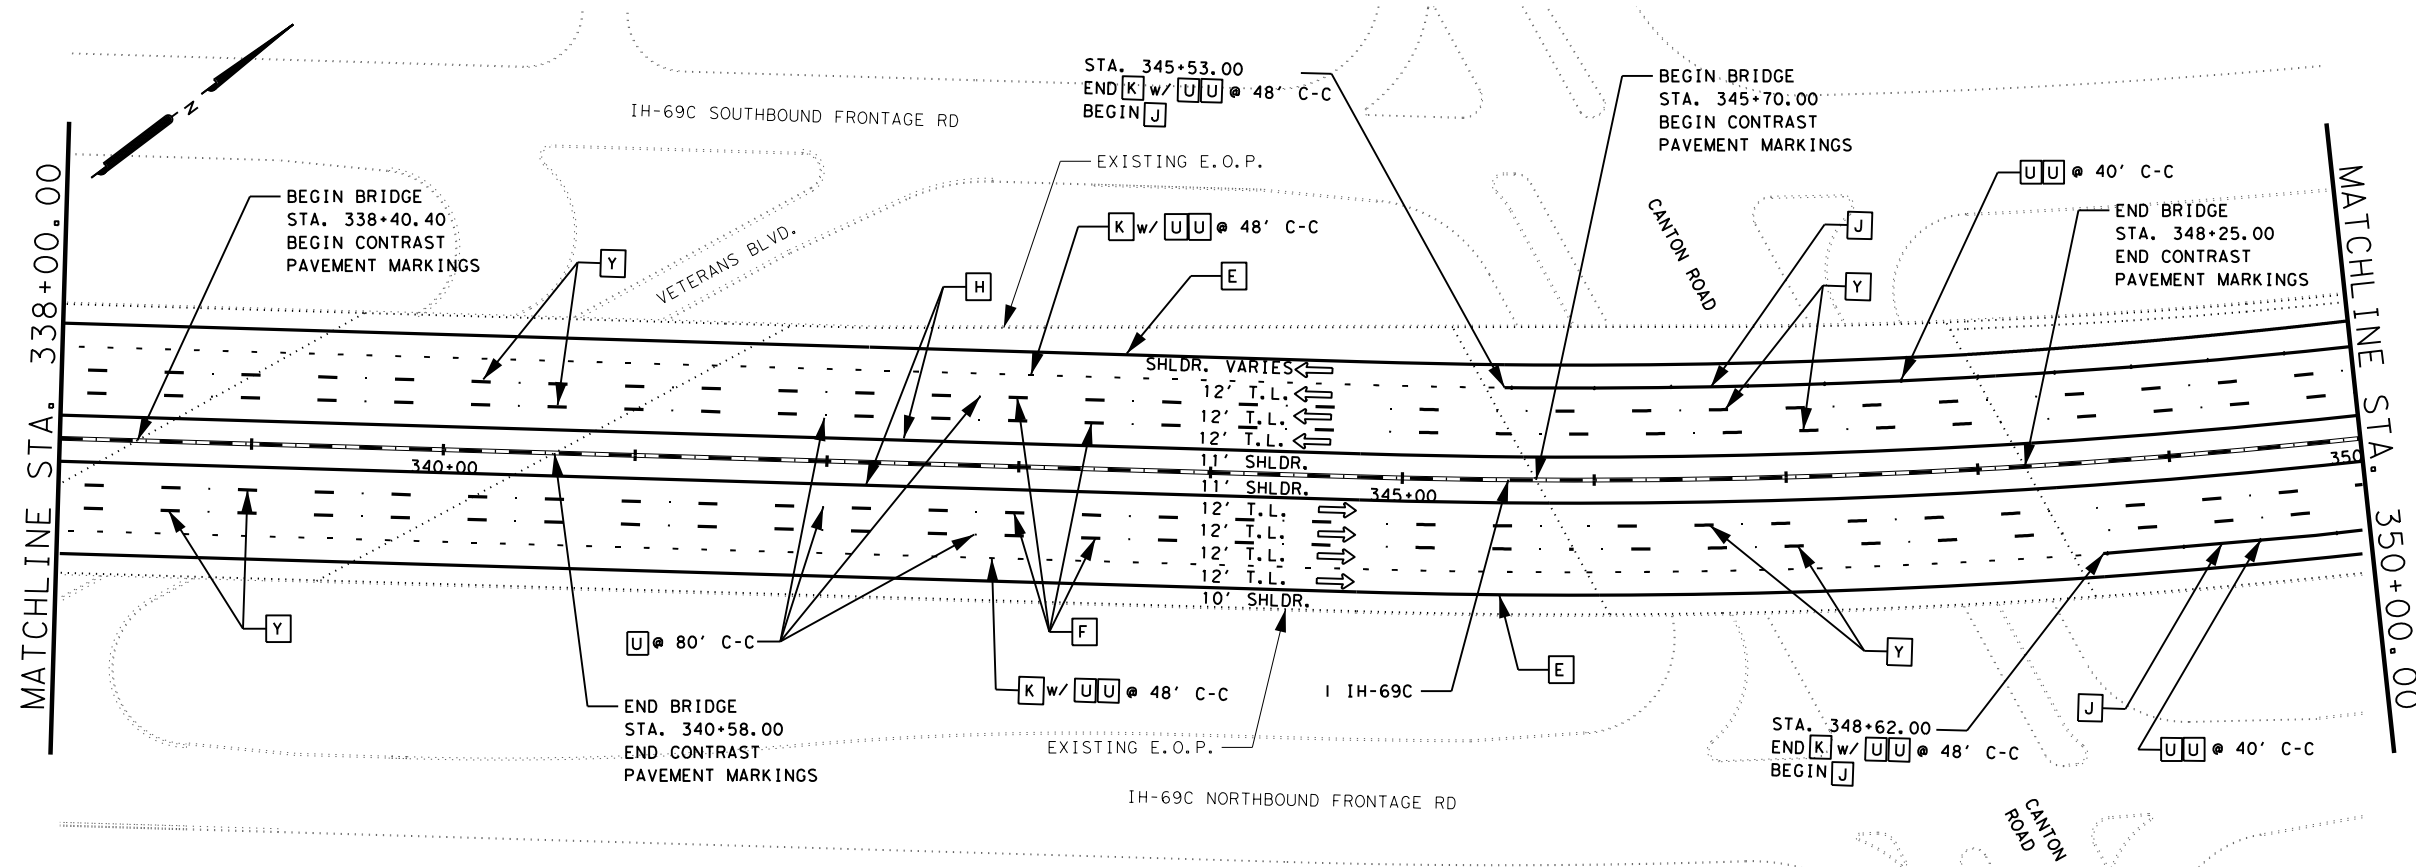 N
MATCHLINE STA. 338+00.00
IH-69C SOUTHBOUND FRONTAGE RD
STA. 345+53.00
END K w/ U U @ 48' C-C
BEGIN J
BEGIN BRIDGE
STA. 345+70.00
BEGIN CONTRAST
PAVEMENT MARKINGS
EXISTING E.O.P.
U U @ 40' C-C
BEGIN BRIDGE
STA. 338+40.40
BEGIN CONTRAST
PAVEMENT MARKINGS
Y
VETERANS BLVD.
K w/ U U @ 48' C-C
E
H
CANTON ROAD
J
Y
END BRIDGE
STA. 348+25.00
END CONTRAST
PAVEMENT MARKINGS
MATCHLINE STA. 350+00.00
SHLDR. VARIES
12' T.L.
12' T.L.
12' T.L.
11' SHLDR.
340+00
345+00
350
11' SHLDR.
12' T.L.
12' T.L.
12' T.L.
12' T.L.
10' SHLDR.
Y
U @ 80' C-C
F
K w/ U U @ 48' C-C
I IH-69C
E
Y
END BRIDGE
STA. 340+58.00
END CONTRAST
PAVEMENT MARKINGS
EXISTING E.O.P.
STA. 348+62.00
END K w/ U U @ 48' C-C
BEGIN J
J
U U @ 40' C-C
IH-69C NORTHBOUND FRONTAGE RD
CANTON
ROAD